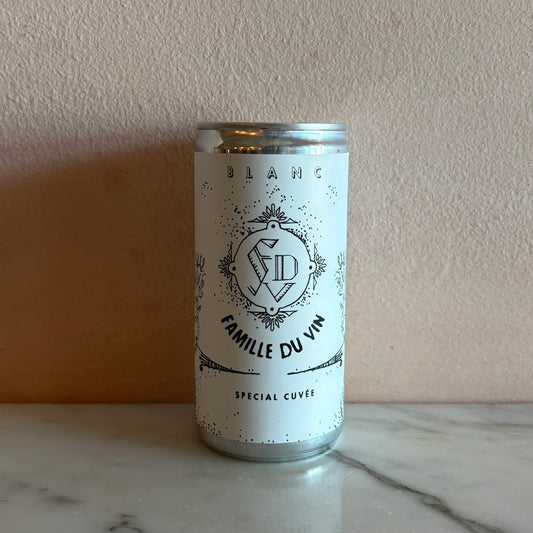 BLANC
FDV
FAMILLE DU VIN
SPECIAL CUVÉE